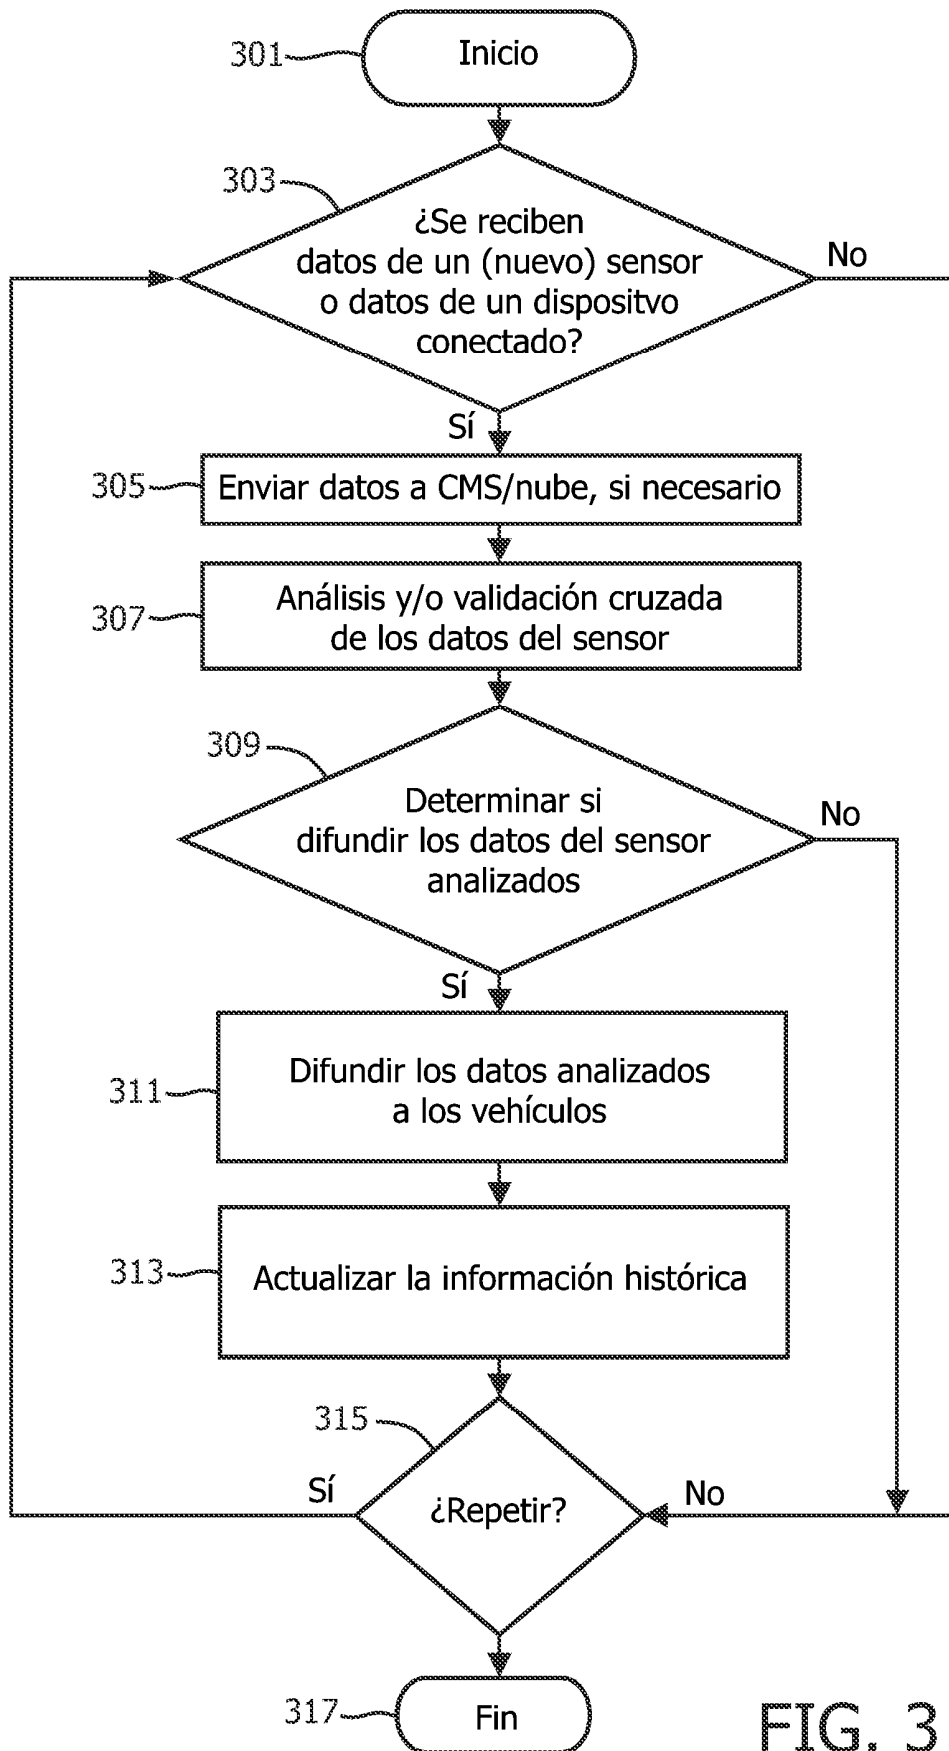 301
Inicio
303
¿Se reciben
datos de un (nuevo) sensor
o datos de un dispositvo
conectado?
No
Sí
305
Enviar datos a CMS/nube, si necesario
307
Análisis y/o validación cruzada
de los datos del sensor
309
Determinar si
difundir los datos del sensor
analizados
No
Sí
311
Difundir los datos analizados
a los vehículos
313
Actualizar la información histórica
315
Sí
¿Repetir?
No
317
Fin
FIG. 3